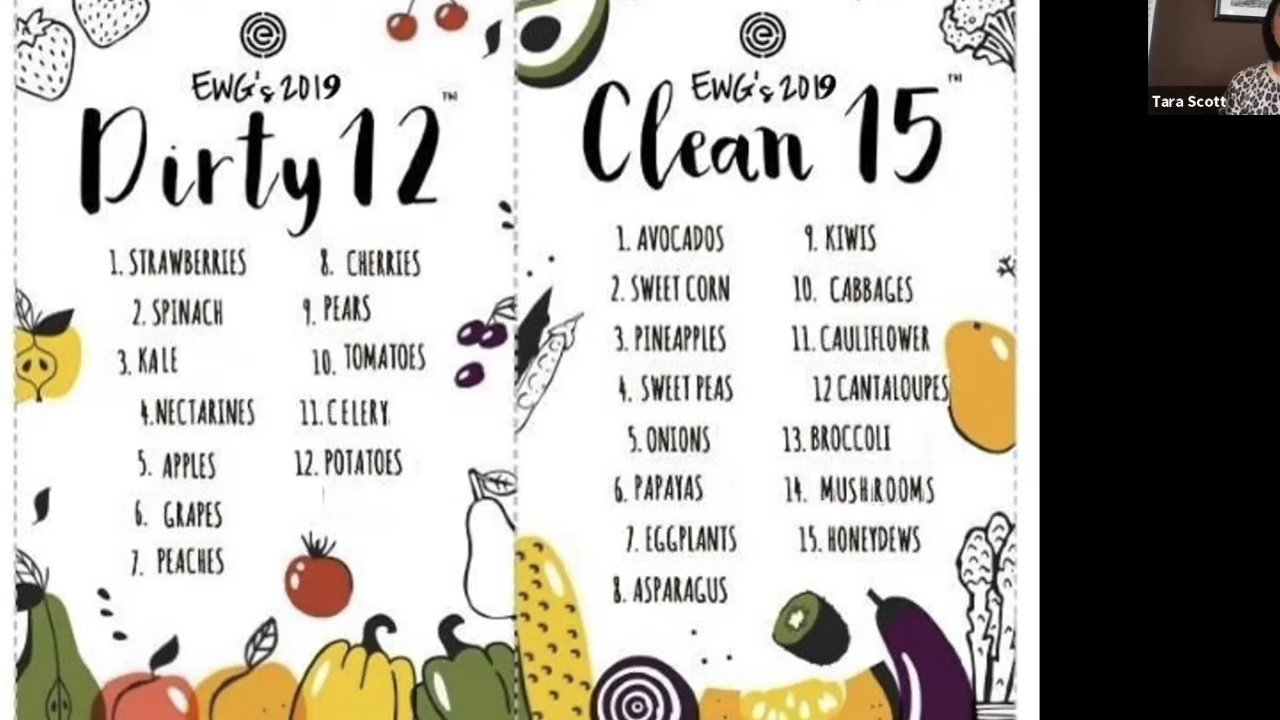 EWG's 2019
Dirty 12™
1. STRAWBERRIES
2. SPINACH
3. KALE
4. NECTARINES
5. APPLES
6. GRAPES
7. PEACHES
8. CHERRIES
9. PEARS
10. TOMATOES
11. CELERY
12. POTATOES
EWG's 2019
Clean 15™
1. AVOCADOS
2. SWEET CORN
3. PINEAPPLES
4. SWEET PEAS
5. ONIONS
6. PAPAYAS
7. EGGPLANTS
8. ASPARAGUS
9. KIWIS
10. CABBAGES
11. CAULIFLOWER
12 CANTALOUPES
13. BROCCOLI
14. MUSHROOMS
15. HONEYDEWS
Tara Scott